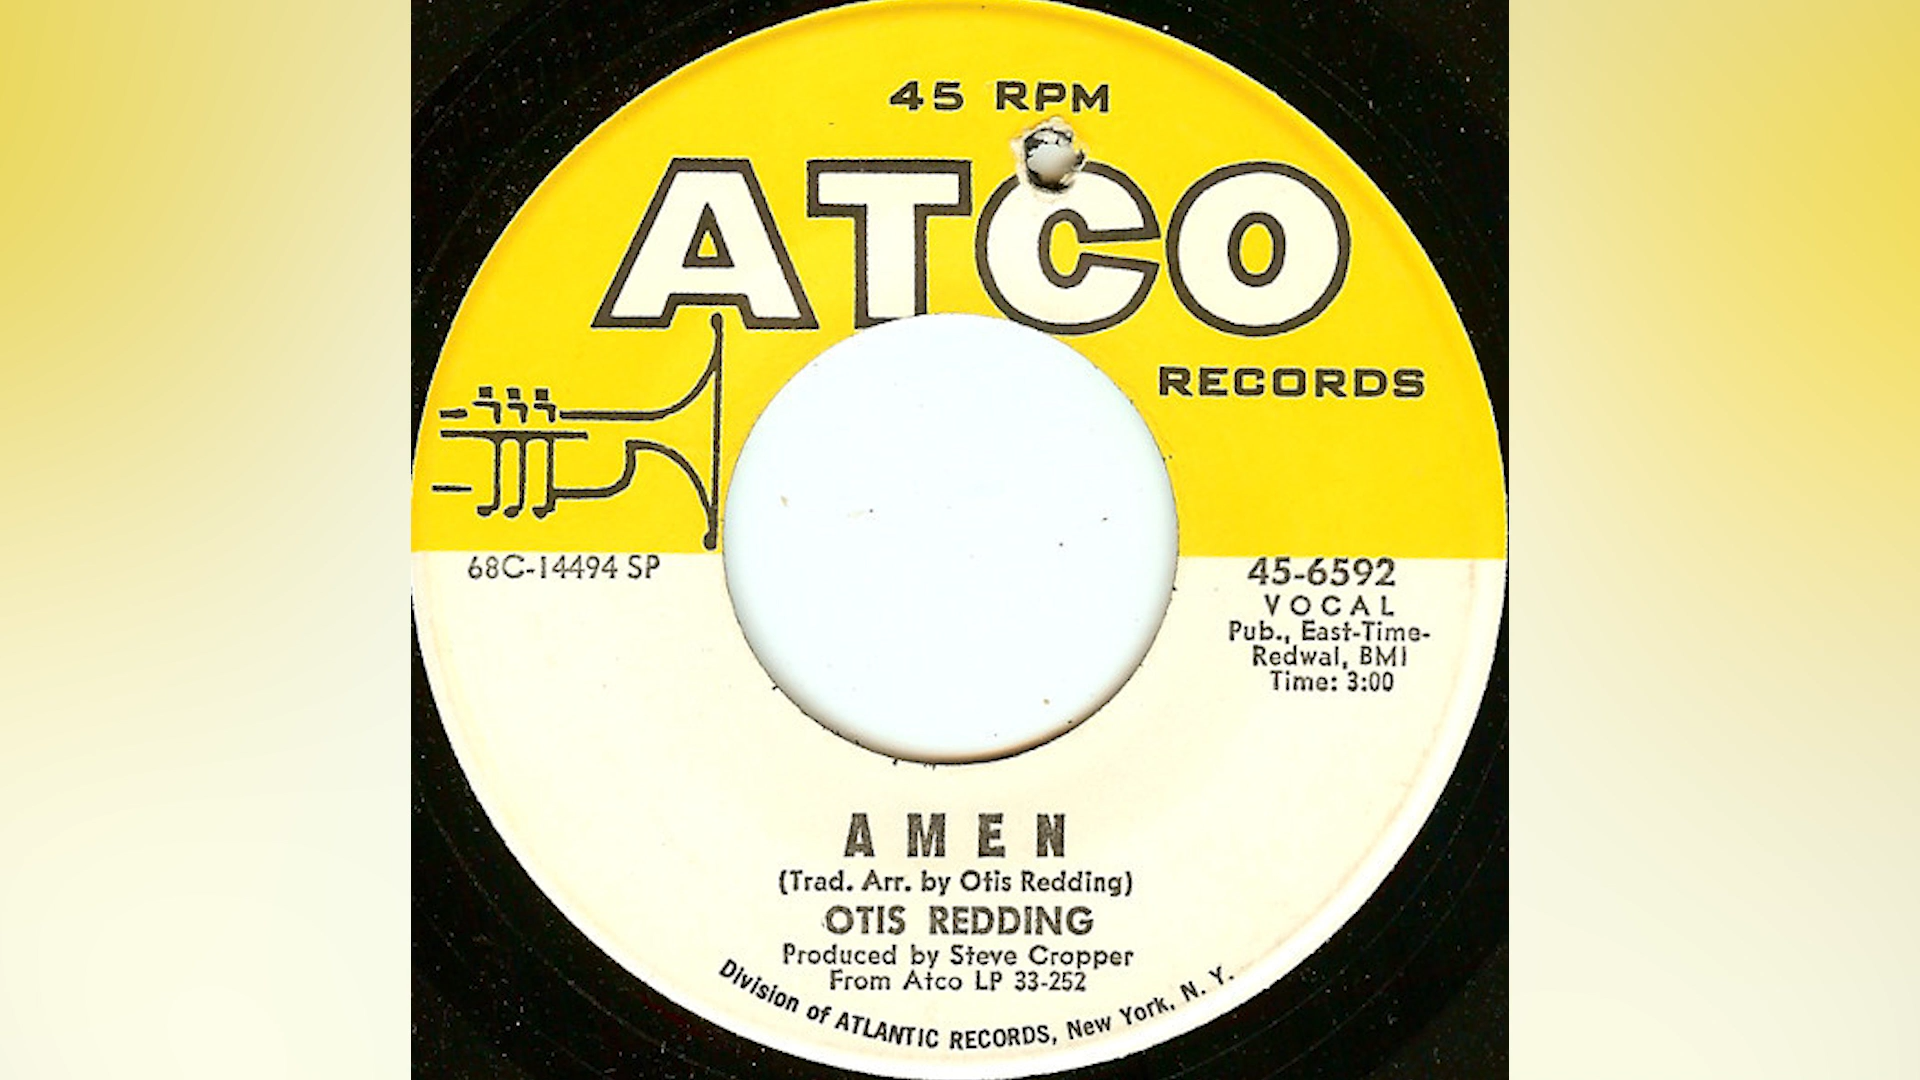 45 RPM
ATCO
RECORDS
68C-14494 SP
45-6592
VOCAL
Pub., East-Time-
Redwal, BMI
Time: 3:00
AMEN
(Trad. Arr. by Otis Redding)
OTIS REDDING
Produced by Steve Cropper
From Atco LP 33-252
Division of ATLANTIC RECORDS, New York, N. Y.